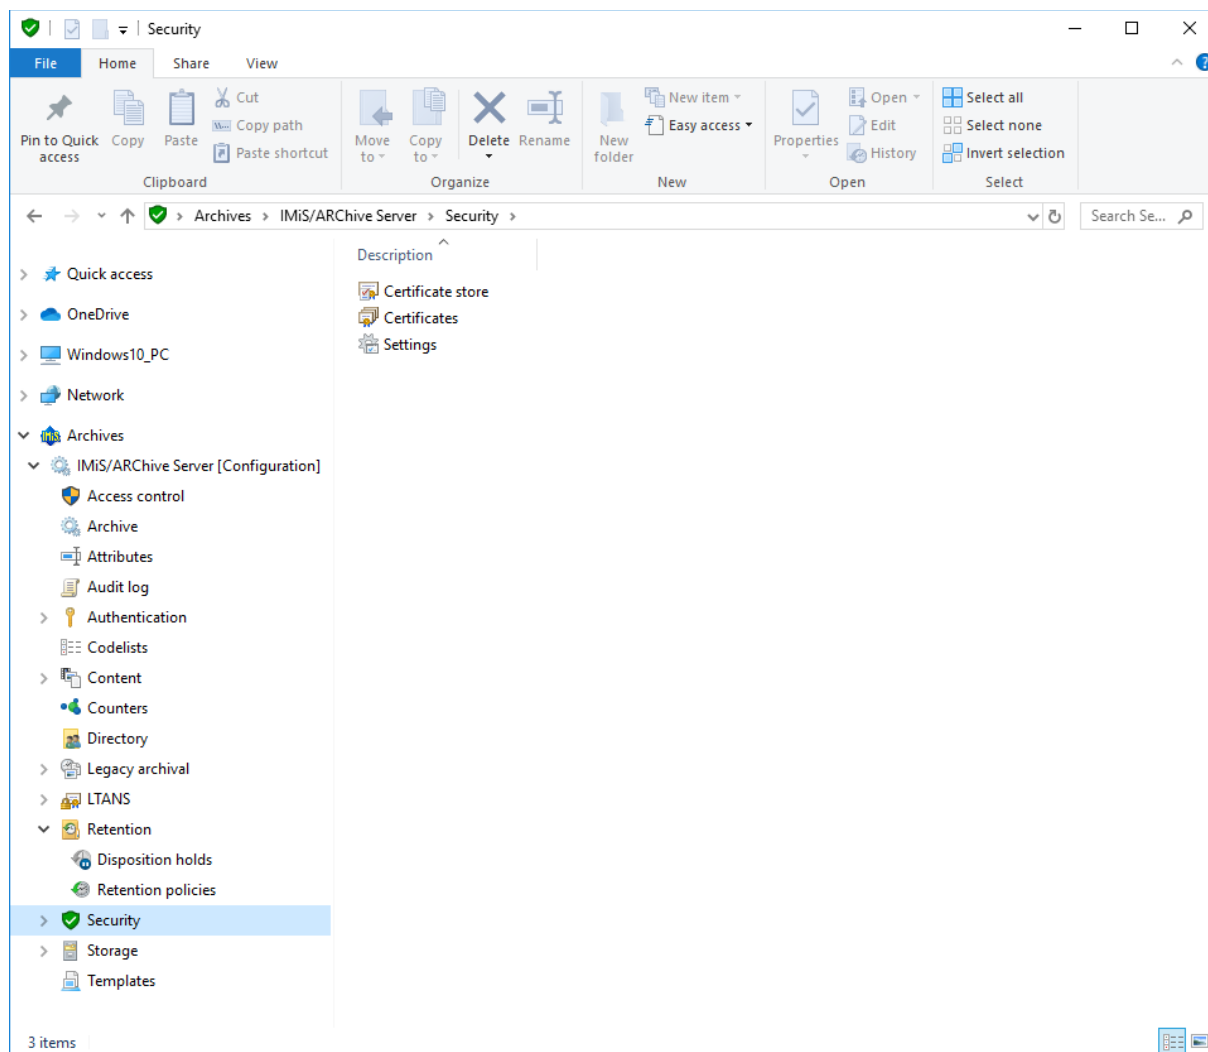 Security
File Home Share View
Pin to Quick access
Copy
Paste
Cut
Copy path
Paste shortcut
Clipboard
Move to
Copy to
Delete
Rename
Organize
New folder
New item
Easy access
New
Properties
Open
Edit
History
Open
Select all
Select none
Invert selection
Select
Archives > IMiS/ARChive Server > Security >
Search Se...
Description
Certificate store
Certificates
Settings
Quick access
OneDrive
Windows10_PC
Network
Archives
IMiS/ARChive Server [Configuration]
Access control
Archive
Attributes
Audit log
Authentication
Codelists
Content
Counters
Directory
Legacy archival
LTANS
Retention
Disposition holds
Retention policies
Security
Storage
Templates
3 items